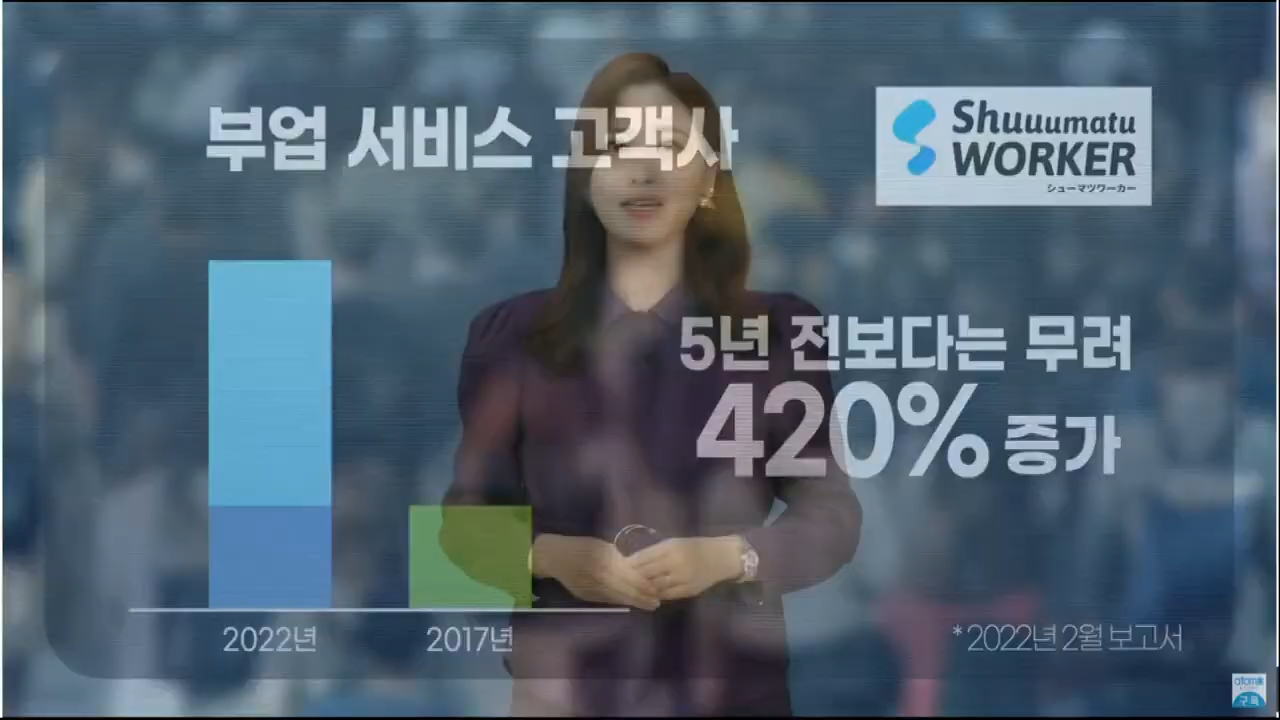 부업 서비스 고객사
Shuuumatu
WORKER
シューマツワーカー
5년 전보다는 무려
420% 증가
2022년
2017년
*2022년 2월 보고서